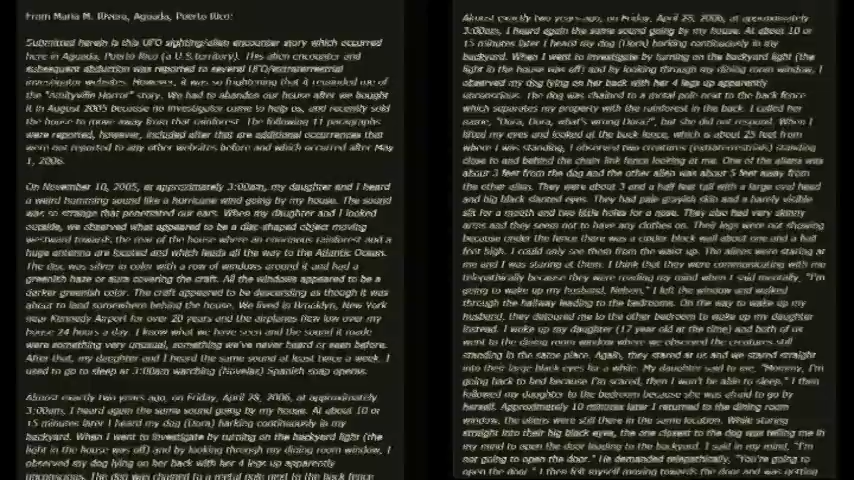 From Maria M. Rivera, Aguada, Puerto Rico:
Submitted herein is this UFO sighting/alien encounter story which occurred
here in Aguada, Puerto Rico (a U.S.territory). This alien encounter and
subsequent abduction was reported to several UFO/extraterrestrial
investigator websites. However, it was so frightening that it reminded me of
the "Amityville Horror" story. We had to abandon our house after we bought
it in August 2005 because no investigator came to help us, and recently sold
the house to move away from that rainforest. The following 11 paragraphs
were reported, however, included after that are additional occurrences that
were not reported to any other websites before and which occurred after May
1, 2006.
On November 10, 2005, at approximately 3:00am, my daughter and I heard
a weird humming sound like a hurricane wind going by my house. The sound
was so strange that penetrated our ears. When my daughter and I looked
outside, we observed what appeared to be a disc-shaped object moving
westward towards the rear of the house where an enormous rainforest and a
huge antenna are located and which leads all the way to the Atlantic Ocean.
The disc was silver in color with a row of windows around it and had a
greenish haze or aura covering the craft. All the windows appeared to be a
darker greenish color. The craft appeared to be descending as though it was
about to land somewhere behind the house. We lived in Brooklyn, New York
near Kennedy Airport for over 20 years and the airplanes flew low over my
house 24 hours a day. I know what we have seen and the sound it made
were something very unusual, something we've never heard or seen before.
After that, my daughter and I heard the same sound at least twice a week. I
used to go to sleep at 3:00am watching (Novelas) Spanish soap operas.
Almost exactly two years ago, on Friday, April 28, 2006, at approximately
3:00am, I heard again the same sound going by my house. At about 10 or
15 minutes later I heard my dog (Dora) barking continuously in my
backyard. When I went to investigate by turning on the backyard light (the
light in the house was off) and by looking through my dining room window, I
observed my dog lying on her back with her 4 legs up apparently
unconscious. The dog was chained to a metal pole next to the back fence
Almost exactly two years ago, on Friday, April 28, 2006, at approximately
3:00am, I heard again the same sound going by my house. At about 10 or
15 minutes later I heard my dog (Dora) barking continuously in my
backyard. When I went to investigate by turning on the backyard light (the
light in the house was off) and by looking through my dining room window, I
observed my dog lying on her back with her 4 legs up apparently
unconscious. The dog was chained to a metal pole next to the back fence
which separates my property with the rainforest in the back. I called her
name, "Dora, Dora, what's wrong Dora?", but she did not respond. When I
lifted my eyes and looked at the back fence, which is about 25 feet from
where I was standing, I observed two creatures (extraterrestrials) standing
close to and behind the chain link fence looking at me. One of the aliens was
about 3 feet from the dog and the other alien was about 5 feet away from
the other alien. They were about 3 and a half feet tall with a large oval head
and big black slanted eyes. They had pale grayish skin and a barely visible
slit for a mouth and two little holes for a nose. They also had very skinny
arms and they seem not to have any clothes on. Their legs were not showing
because under the fence there was a cinder block wall about one and a half
feet high. I could only see them from the waist up. The aliens were staring at
me and I was staring at them. I think that they were communicating with me
telepathically because they were reading my mind when I said mentally, "I'm
going to wake up my husband, Nelson," I left the window and walked
through the hallway leading to the bedrooms. On the way to wake up my
husband, they detoured me to the other bedroom to wake up my daughter
instead. I woke up my daughter (17 year old at the time) and both of us
went to the dining room window where we observed the creatures still
standing in the same place. Again, they stared at us and we stared straight
into their large black eyes for a while. My daughter said to me, "Mommy, I'm
going back to bed because I'm scared, then I won't be able to sleep." I then
followed my daughter to the bedroom because she was afraid to go by
herself. Approximately 10 minutes later I returned to the dining room
window, the aliens were still there in the same location. While staring
straight into their big black eyes, the one closest to the dog was telling me in
my mind to open the door leading to the backyard. I said in my mind, "I'm
not going to open the door." He demanded telepathically, "You're going to
open the door." I then felt myself moving towards the door and was getting